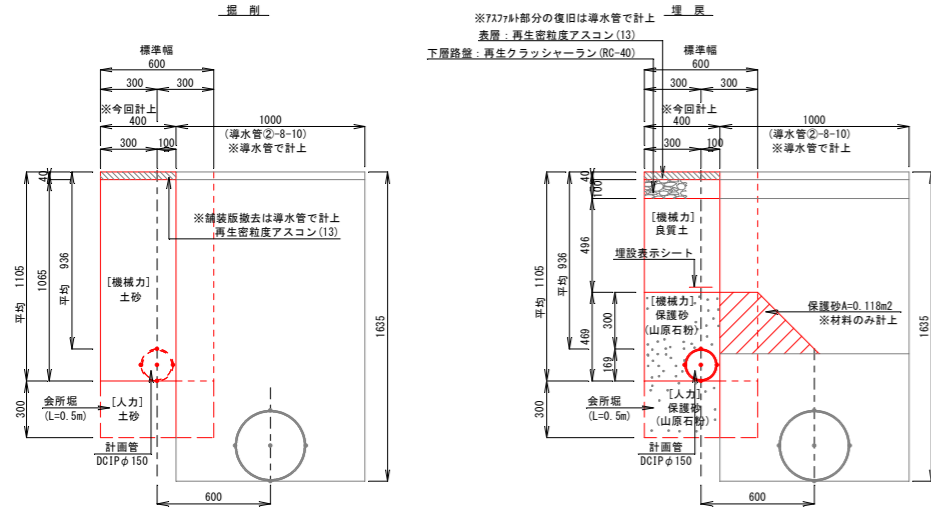 掘 削
標準幅
600
300
300
※今回計上
400
1000
(導水管②-8-10)
※導水管で計上
300
100
40
※舗装版撤去は導水管で計上
再生密粒度アスコン(13)
平均 1105
1065
平均 936
[機械力]
土砂
1635
300
会所堀
(L=0.5m)
[人力]
土砂
計画管
DCIPφ150
600
埋 戻
※アスファルト部分の復旧は導水管で計上
表層：再生密粒度アスコン(13)
下層路盤：再生クラッシャーラン(RC-40)
標準幅
600
300
300
※今回計上
400
1000
(導水管②-8-10)
※導水管で計上
300
100
40
100
[機械力]
良質土
496
埋設表示シート
平均 1105
平均 936
[機械力]
保護砂
(山原石粉)
300
469
169
保護砂A=0.118m2
※材料のみ計上
1635
300
会所堀
(L=0.5m)
[人力]
保護砂
(山原石粉)
計画管
DCIPφ150
600